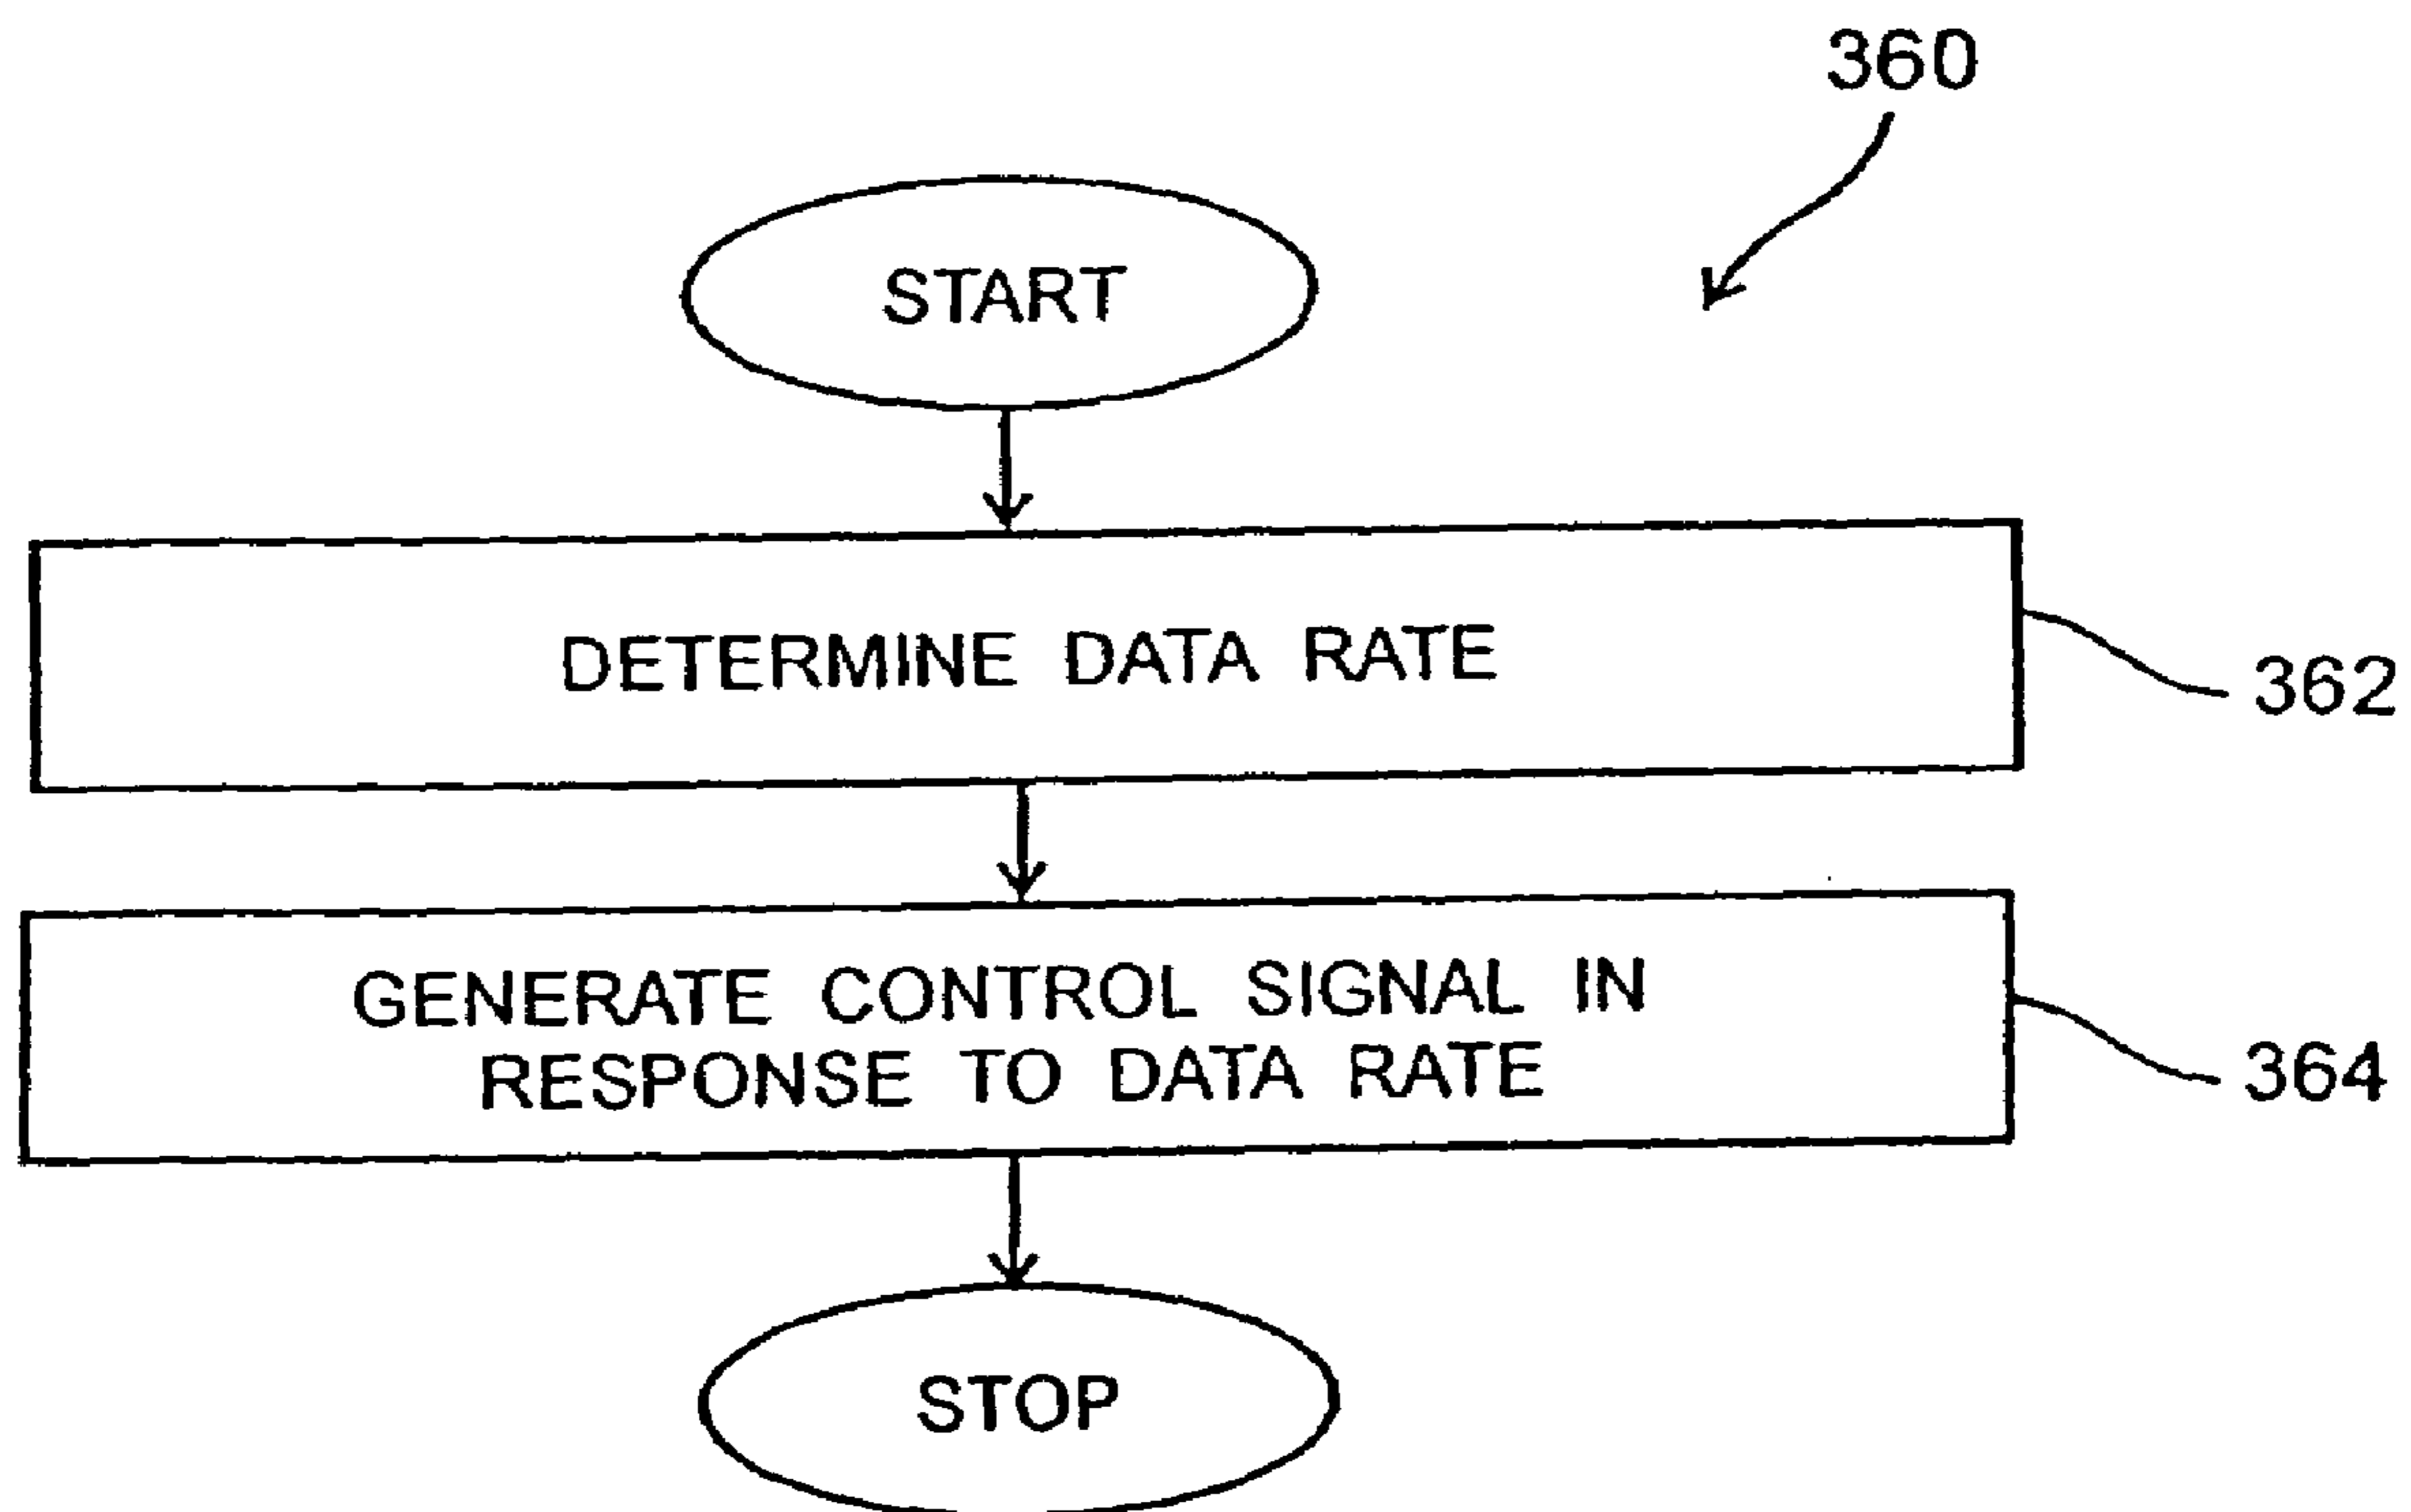 360
START
DETERMINE DATA RATE
362
GENERATE CONTROL SIGNAL IN
RESPONSE TO DATA RATE
364
STOP